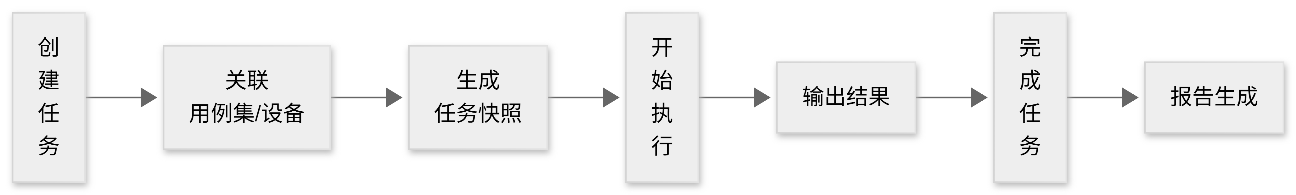 创建任务
关联
用例集/设备
生成
任务快照
开始执行
输出结果
完成任务
报告生成